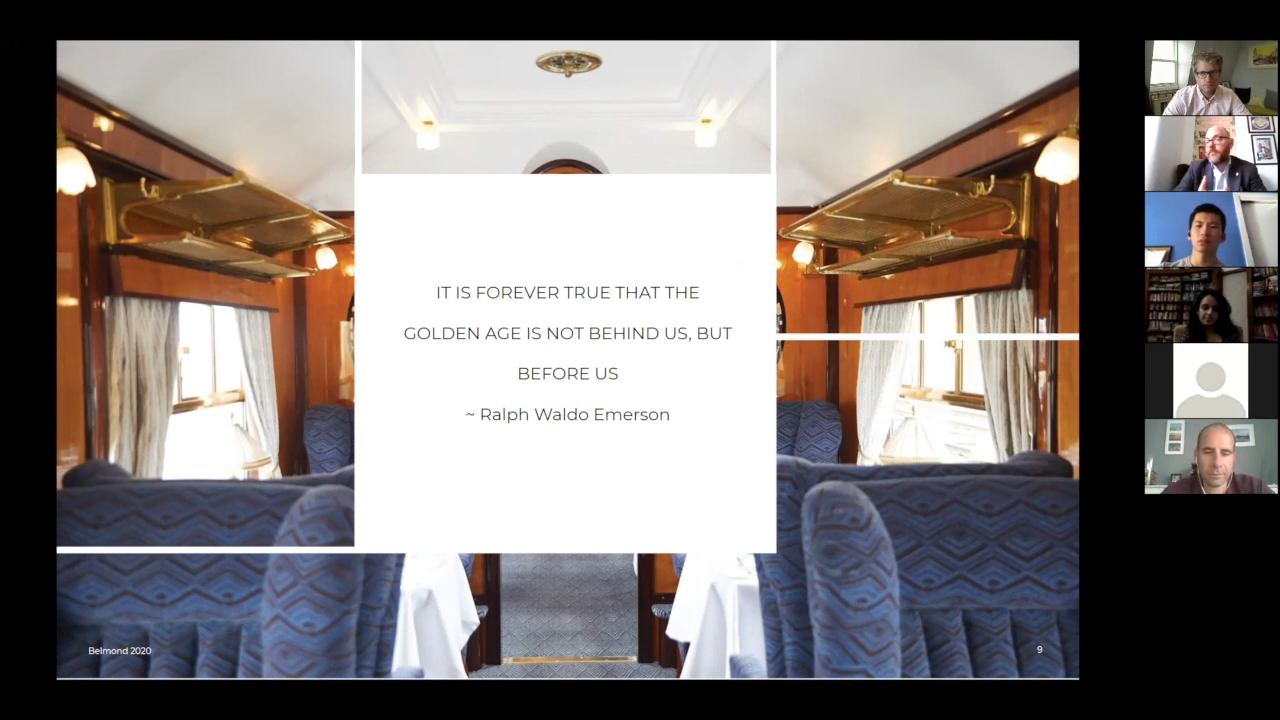 IT IS FOREVER TRUE THAT THE
GOLDEN AGE IS NOT BEHIND US, BUT
BEFORE US
~ Ralph Waldo Emerson
Belmond 2020
9